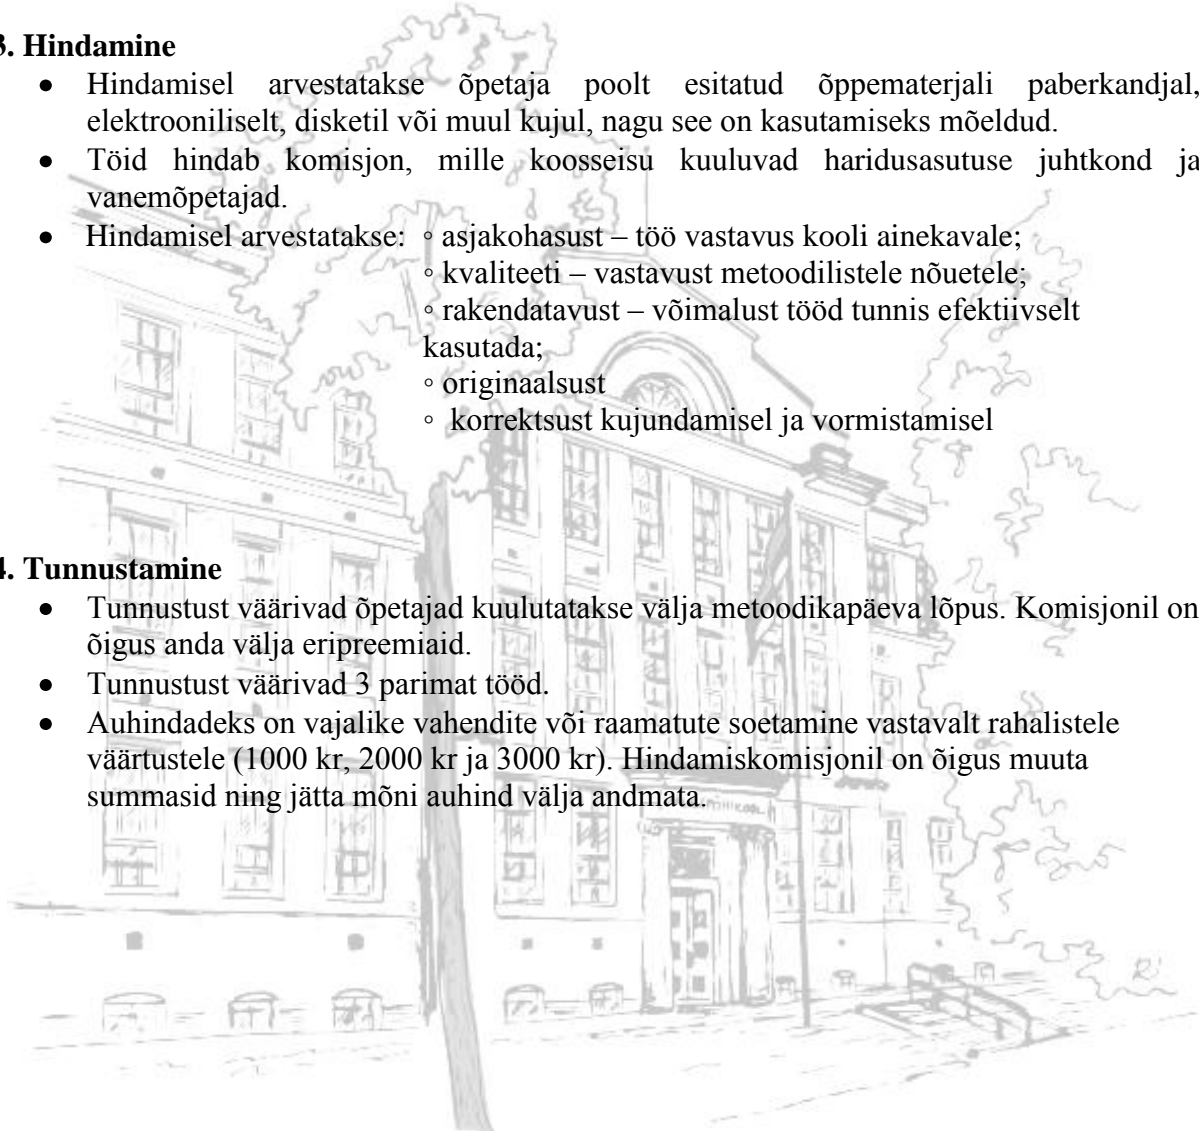 3. Hindamine
• Hindamisel arvestatakse õpetaja poolt esitatud õppematerjali paberkandjal,
elektrooniliselt, disketil või muul kujul, nagu see on kasutamiseks mõeldud.
• Töid hindab komisjon, mille koosseisu kuuluvad haridusasutuse juhtkond ja
vanemõpetajad.
• Hindamisel arvestatakse: ◦ asjakohasust – töö vastavus kooli ainekavale;
◦ kvaliteeti – vastavust metoodilistele nõuetele;
◦ rakendatavust – võimalust tööd tunnis efektiivselt
kasutada;
◦ originaalsust
◦ korrektsust kujundamisel ja vormistamisel
4. Tunnustamine
• Tunnustust väärivad õpetajad kuulutatakse välja metoodikapäeva lõpus. Komisjonil on
õigus anda välja eripreemiaid.
• Tunnustust väärivad 3 parimat tööd.
• Auhindadeks on vajalike vahendite või raamatute soetamine vastavalt rahalistele
väärtustele (1000 kr, 2000 kr ja 3000 kr). Hindamiskomisjonil on õigus muuta
summasid ning jätta mõni auhind välja andmata.